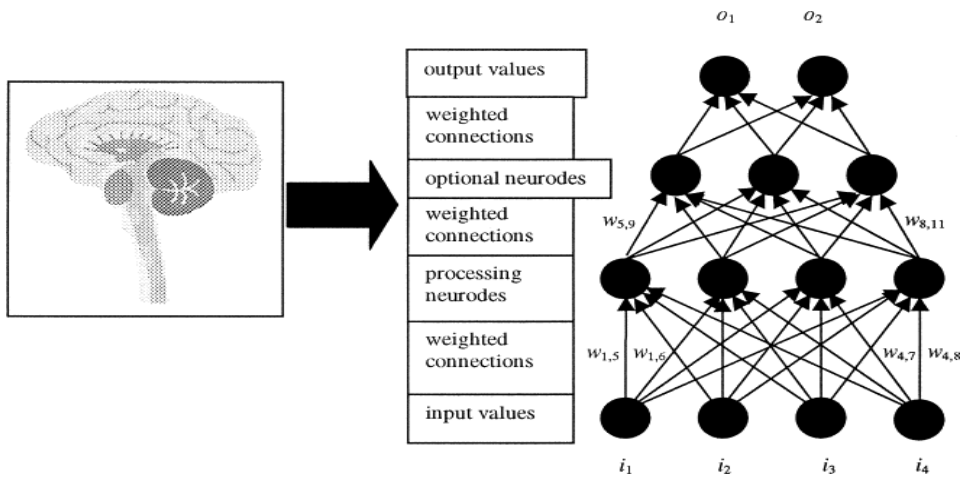 o1 o2
output values
weighted
connections
optional neurodes
weighted
connections
w5,9 w8,11
processing
neurodes
weighted
connections
w1,5 w1,6 w4,7 w4,8
input values
i1 i2 i3 i4